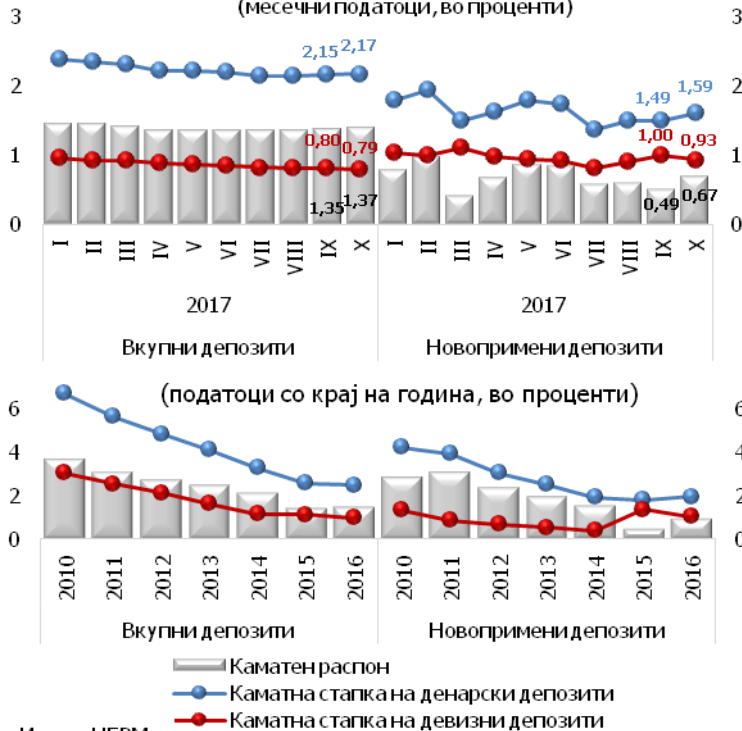 (месечни податоци, во проценти)
3 3
2 2
1 1
0 0
2,15 2,17
0,80 0,79
1,35 1,37
1,49 1,59
1,00 0,93
0,49 0,67
I II III IV V VI VII VIII IX X I II III IV V VI VII VIII IX X
2017 2017
Вкупни депозити Новопримени депозити
(податоци со крај на година, во проценти)
6 6
4 4
2 2
0 0
2010 2011 2012 2013 2014 2015 2016 2010 2011 2012 2013 2014 2015 2016
Вкупни депозити Новопримени депозити
Каматен распон
Каматна стапка на денарски депозити
Каматна стапка на девизни депозити